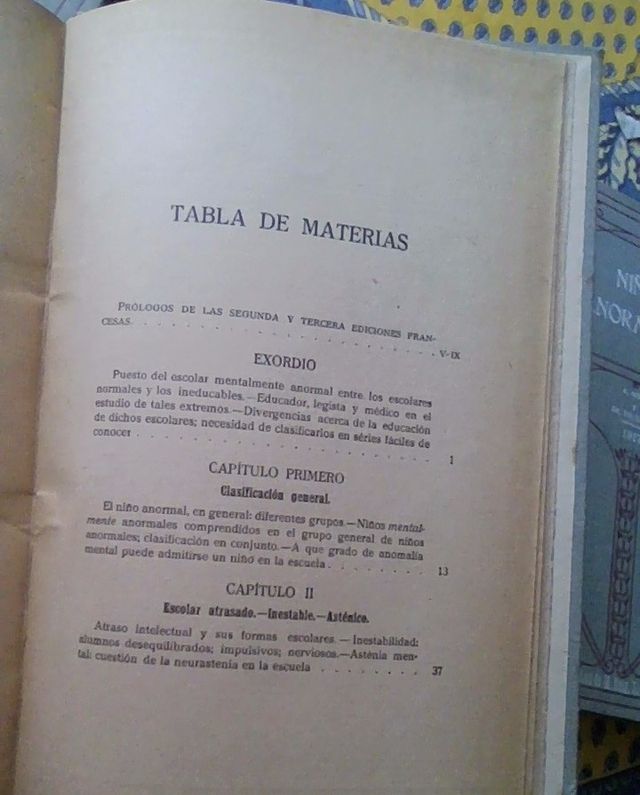 TABLA DE MATERIAS
PRÓLOGOS DE LAS SEGUNDA Y TERCERA EDICIONES FRAN-
CESAS. . . . . . . . . . . . . . . . . . . . . . . . V-IX
EXORDIO
Puesto del escolar mentalmente anormal entre los escolares
normales y los ineducables.—Educador, legista y médico en el
estudio de tales extremos.—Divergencias acerca de la educación
de dichos escolares; necesidad de clasificarlos en séries fáciles de
conocer . . . . . . . . . . . . . . . . . . . . . 1
CAPÍTULO PRIMERO
Clasificación general.
El niño anormal, en general: diferentes grupos.—Niños mental-
mente anormales comprendidos en el grupo general de niños
anormales; clasificación en conjunto.—A que grado de anomalía
mental puede admitirse un niño en la escuela . . . . . . . . 13
CAPÍTULO II
Escolar atrasado.—Inestable.—Asténico.
Atraso intelectual y sus formas escolares.—Inestabilidad:
alumnos desequilibrados; impulsivos; nerviosos.—Asténia men-
tal: cuestión de la neurastenia en la escuela . . . . . . . . 37